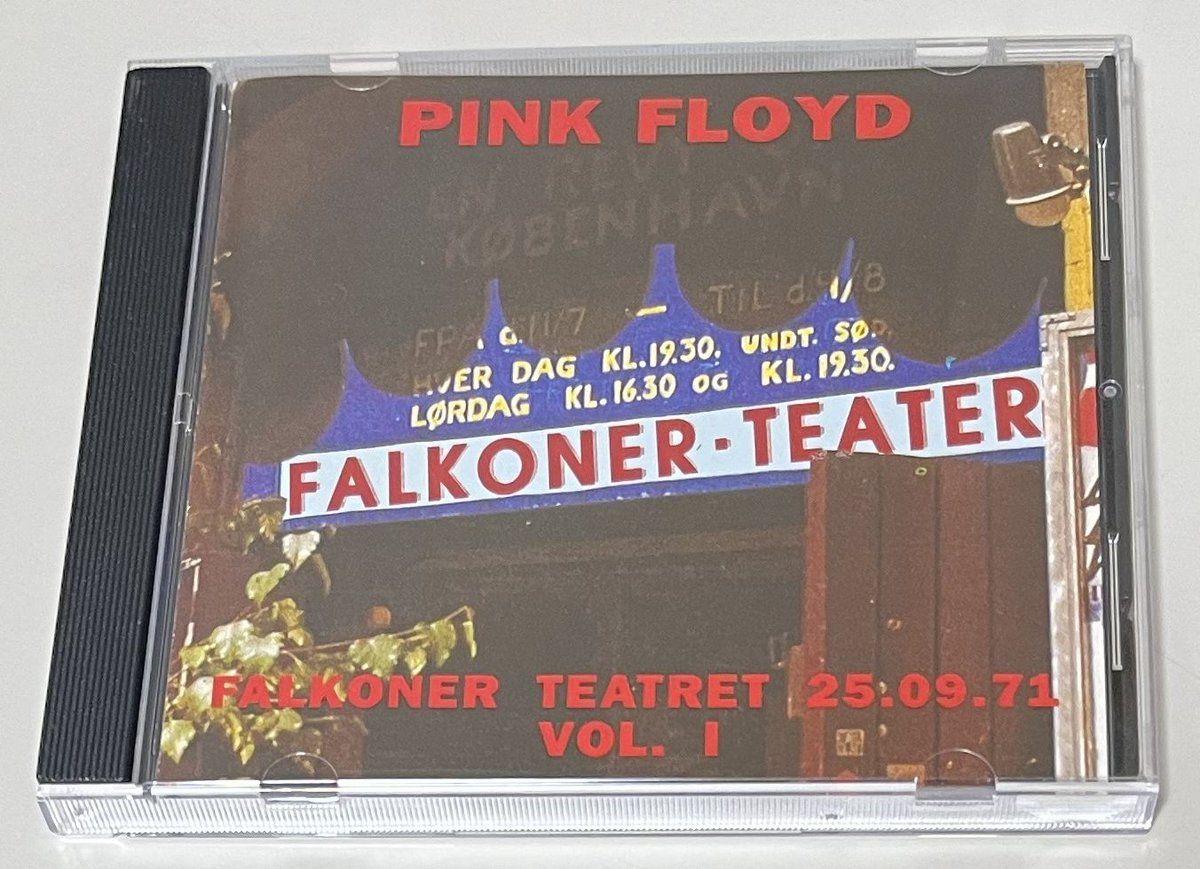 PINK FLOYD
EN REVY
KØBENHAVN
FRA d. 11/7 — TIL d. 9/8
HVER DAG KL. 19.30. UNDT. SØ.
LØRDAG KL. 16.30 OG KL. 19.30.
FALKONER-TEATER
FALKONER TEATRET 25.09.71
VOL. I